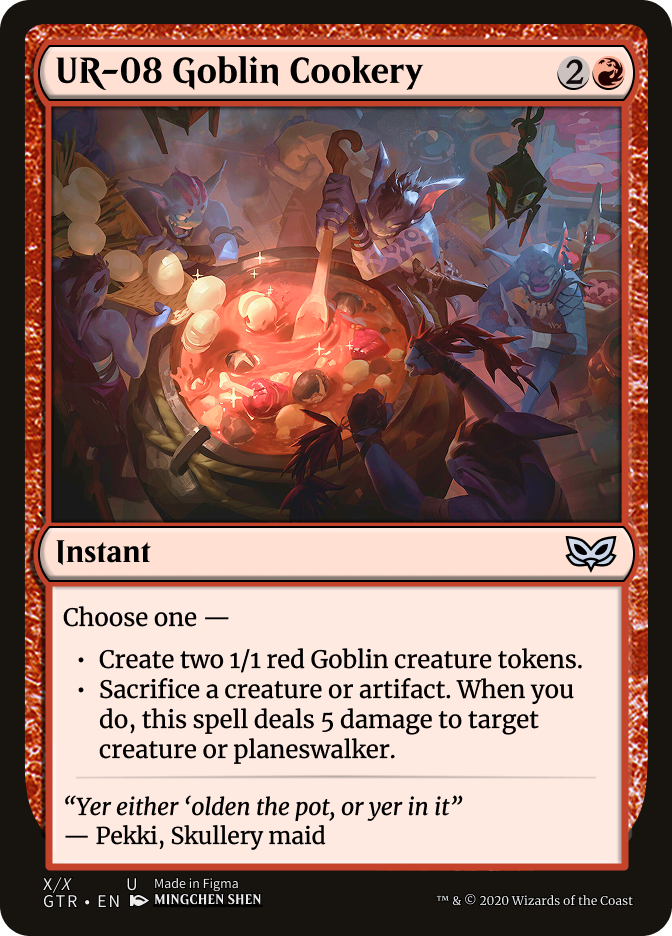 UR-08 Goblin Cookery 2
Instant
Choose one —
• Create two 1/1 red Goblin creature tokens.
• Sacrifice a creature or artifact. When you
do, this spell deals 5 damage to target
creature or planeswalker.
“Yer either ‘olden the pot, or yer in it”
— Pekki, Skullery maid
X/X U Made in Figma
GTR • EN MINGCHEN SHEN ™ & © 2020 Wizards of the Coast